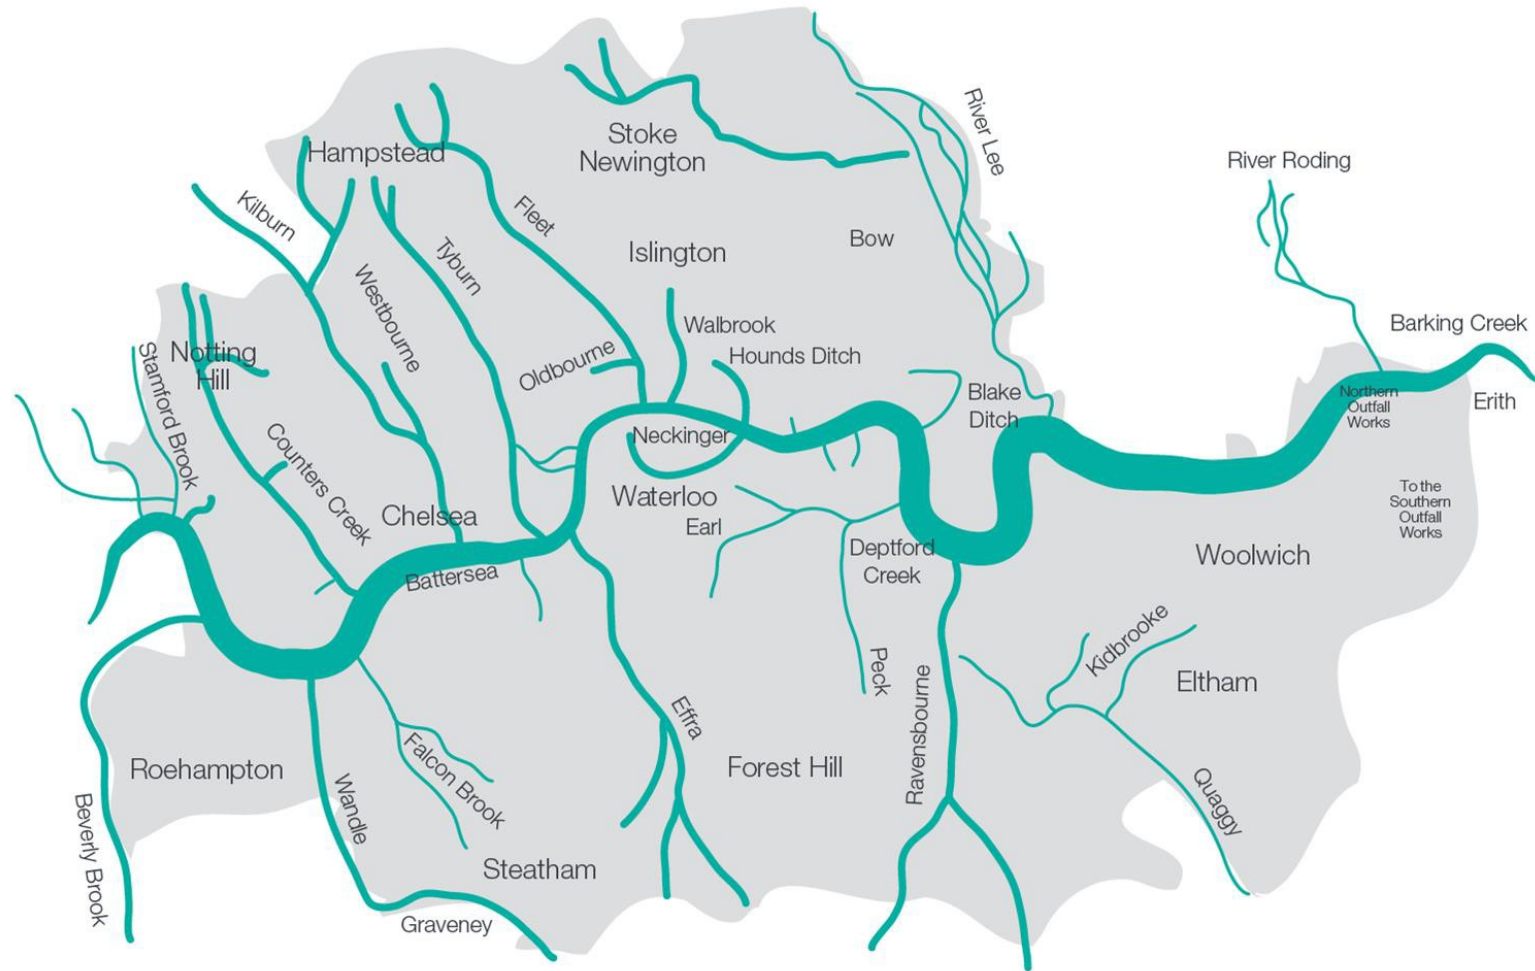 River Lee
Stoke
Newington
Hampstead
River Roding
Kilburn
Fleet
Bow
Islington
Tyburn
Westbourne
Walbrook
Barking Creek
Hounds Ditch
Oldbourne
Notting
Hill
Stamford Brook
Blake
Ditch
Northern
Outfall
Works
Erith
Neckinger
Counters Creek
Waterloo
Chelsea
Earl
To the
Southern
Outfall
Works
Deptford
Creek
Woolwich
Battersea
Kidbrooke
Peck
Eltham
Effra
Ravensbourne
Roehampton
Falcon Brook
Forest Hill
Wandle
Quaggy
Beverly Brook
Steatham
Graveney